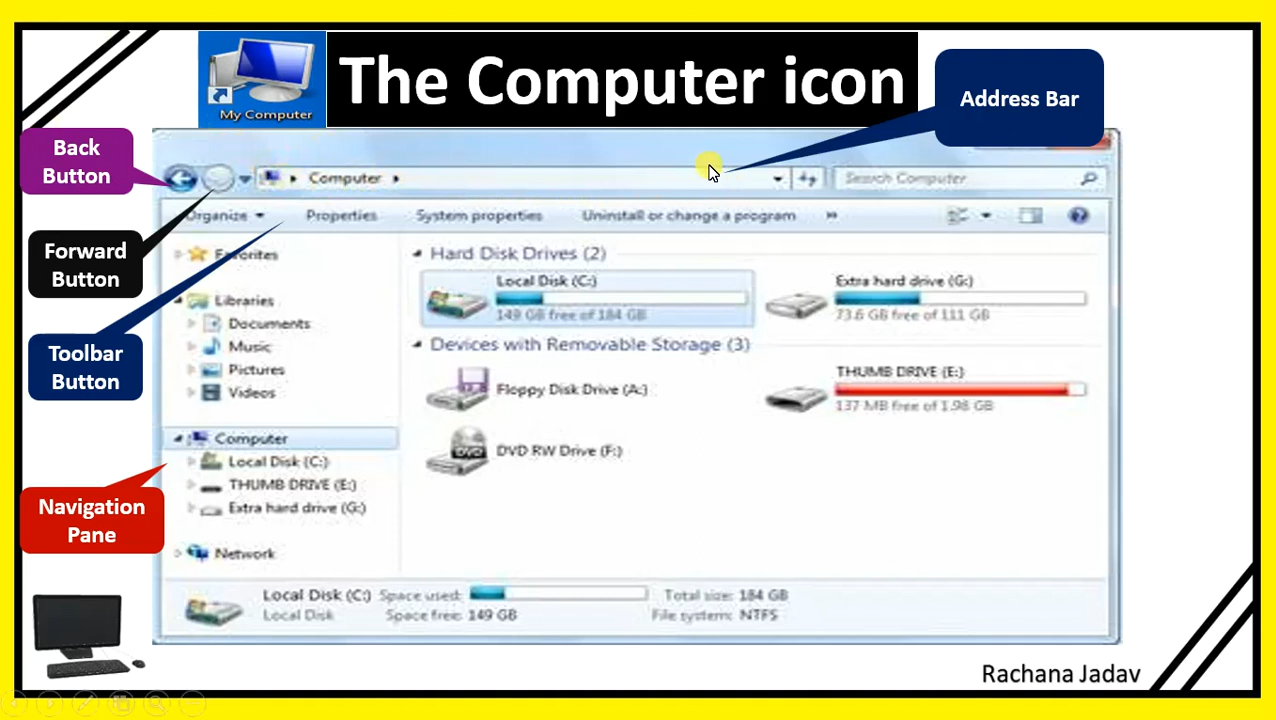 The Computer icon
My Computer
Address Bar
Back
Button
Forward
Button
Toolbar
Button
Navigation
Pane
Computer
Search Computer
Organize
Properties
System properties
Uninstall or change a program
»
Favorites
Libraries
Documents
Music
Pictures
Videos
Computer
Local Disk (C:)
THUMB DRIVE (E:)
Extra hard drive (G:)
Network
Hard Disk Drives (2)
Local Disk (C:)
149 GB free of 184 GB
Extra hard drive (G:)
73.6 GB free of 111 GB
Devices with Removable Storage (3)
Floppy Disk Drive (A:)
THUMB DRIVE (E:)
137 MB free of 1.98 GB
DVD
DVD RW Drive (F:)
Local Disk (C:) Space used: Total size: 184 GB
Local Disk Space free: 149 GB File system: NTFS
Rachana Jadav